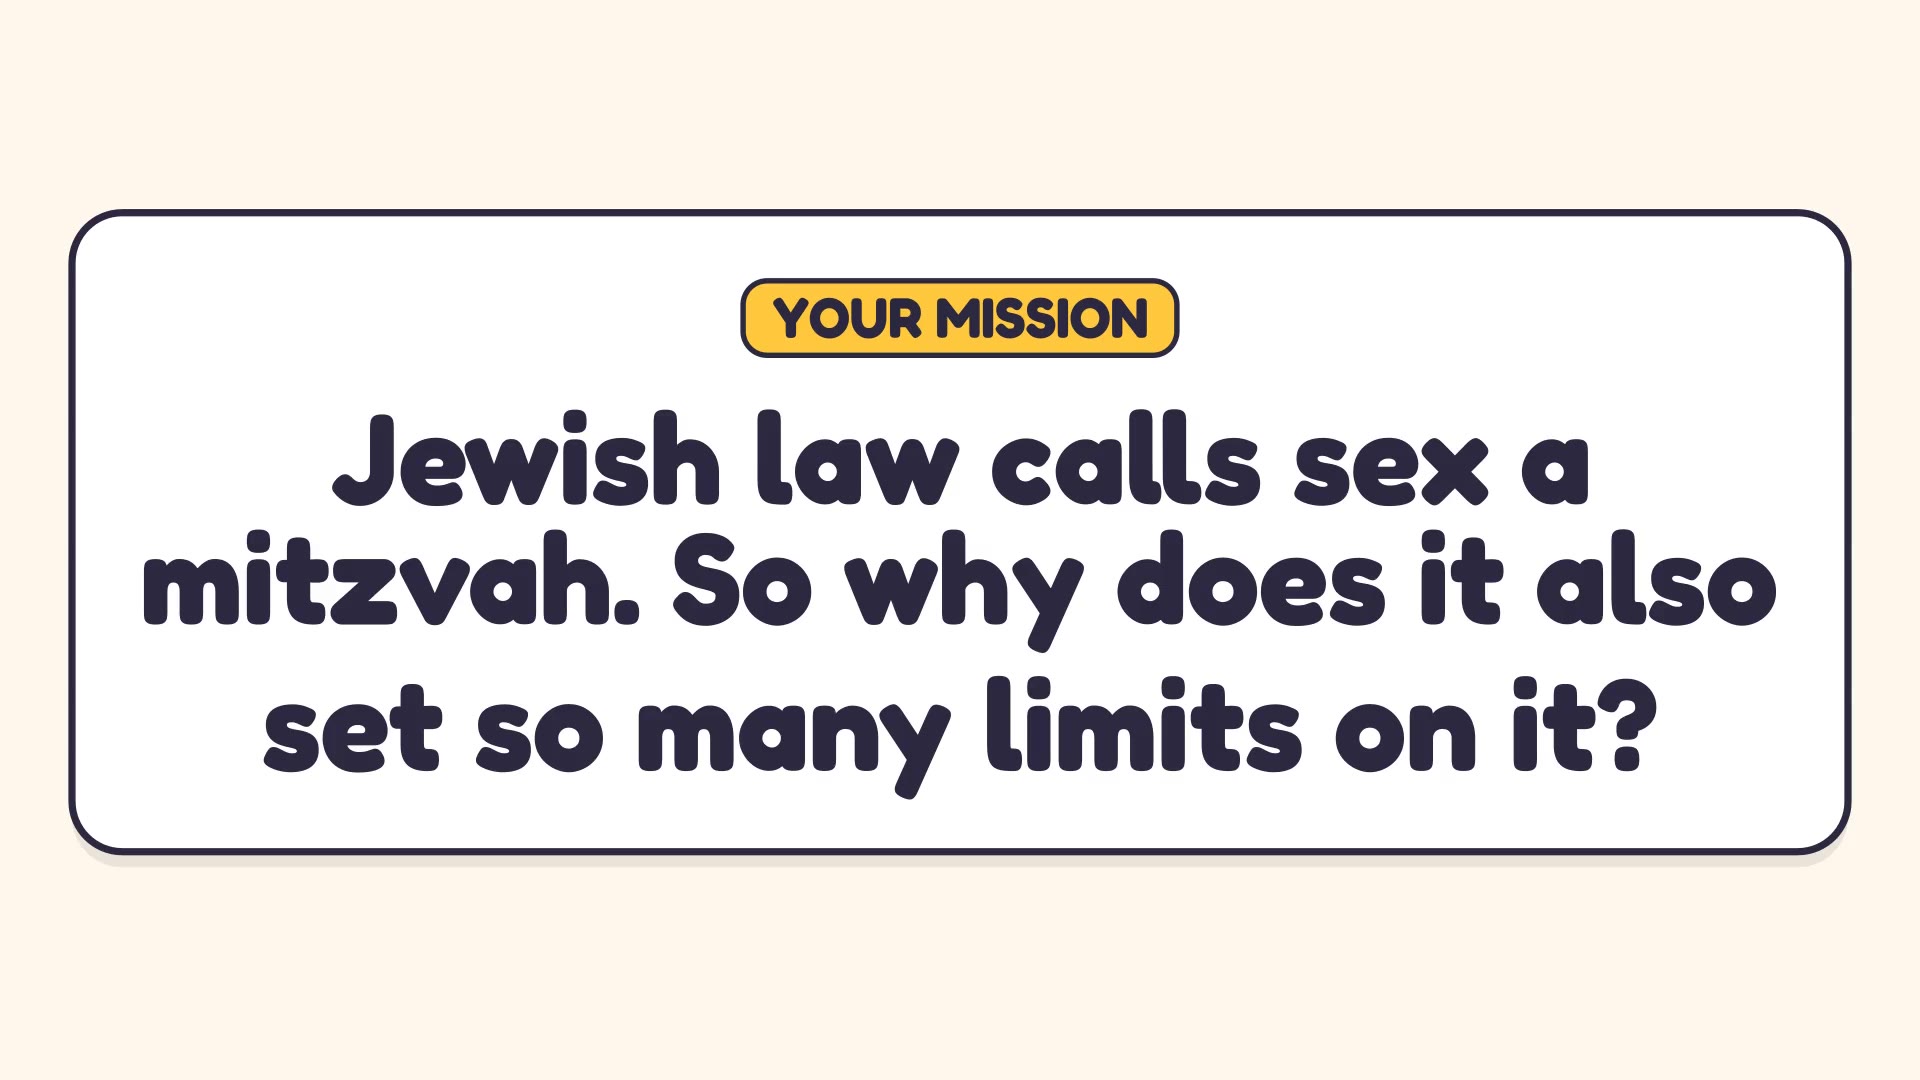 YOUR MISSION
Jewish law calls sex a
mitzvah. So why does it also
set so many limits on it?